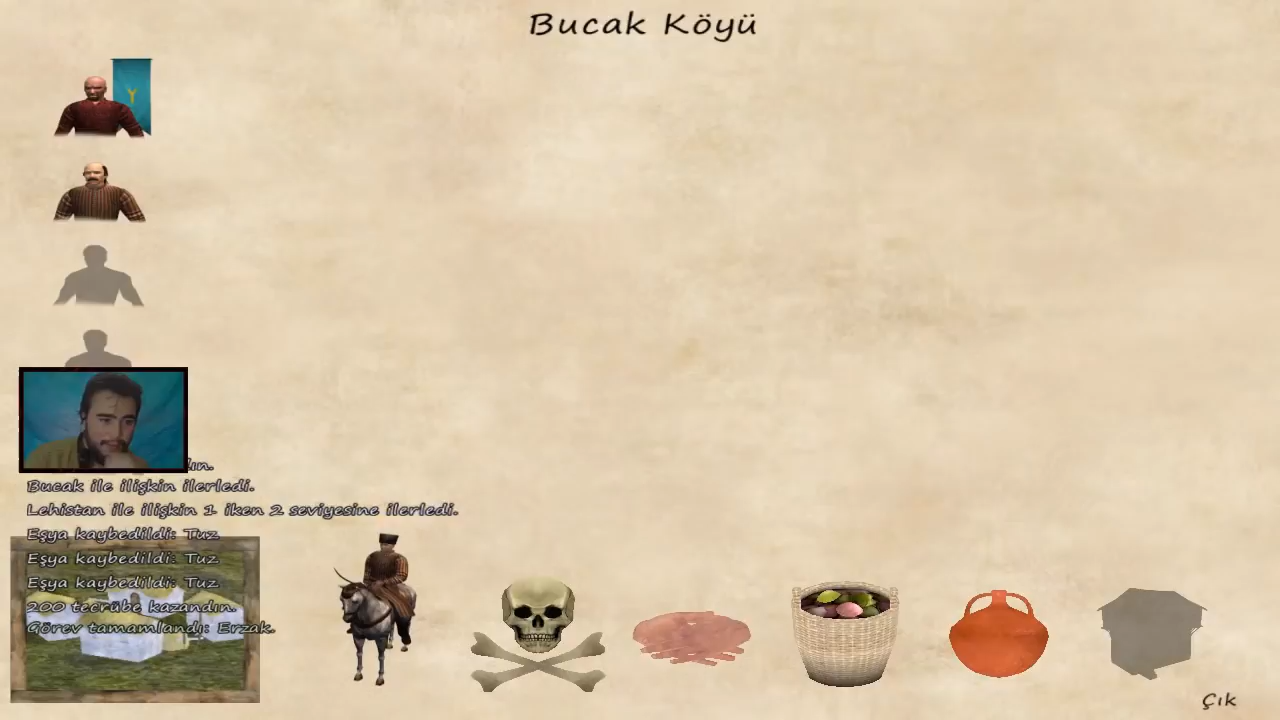 Bucak Köyü
Bucak ile ilişkin ilerledi.
Lehistan ile ilişkin 1 iken 2 seviyesine ilerledi.
Eşya kaybedildi: Tuz
Eşya kaybedildi: Tuz
Eşya kaybedildi: Tuz
200 tecrübe kazandın.
Görev tamamlandı: Erzak.
Çık